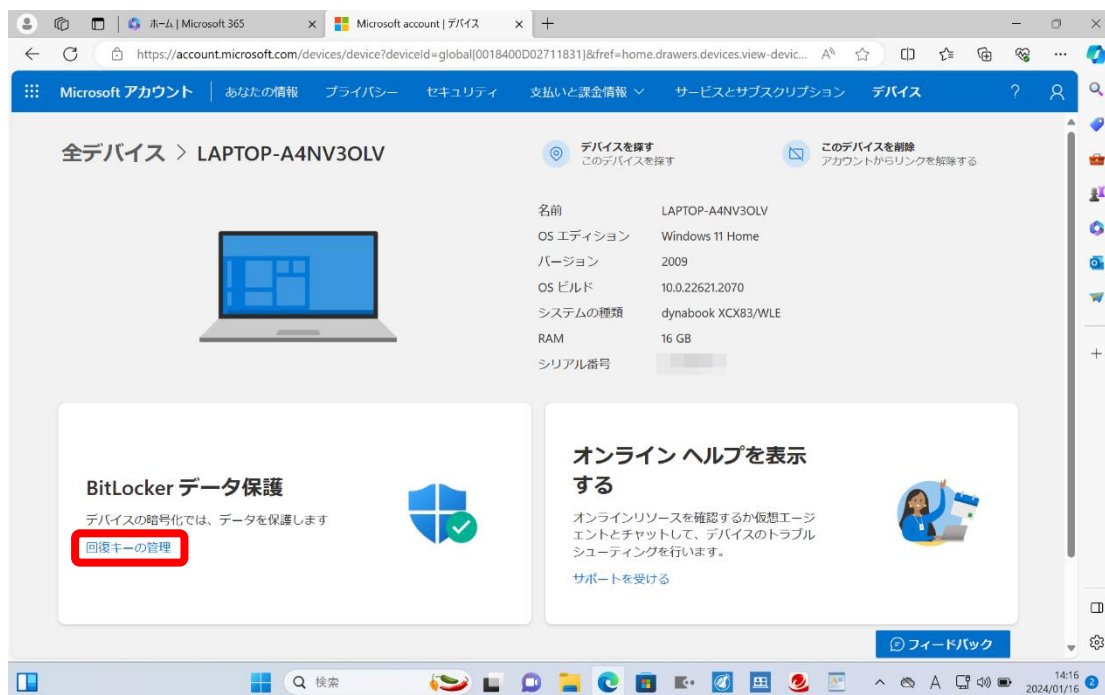 ホーム | Microsoft 365
Microsoft account | デバイス
https://account.microsoft.com/devices/device?deviceId=global[0018400D02711831]&fref=home.drawers.devices.view-devic...
Microsoft アカウント
あなたの情報
プライバシー
セキュリティ
支払いと課金情報
サービスとサブスクリプション
デバイス
?
全デバイス > LAPTOP-A4NV3OLV
デバイスを探す
このデバイスを探す
このデバイスを削除
アカウントからリンクを解除する
名前 LAPTOP-A4NV3OLV
OS エディション Windows 11 Home
バージョン 2009
OS ビルド 10.0.22621.2070
システムの種類 dynabook XCX83/WLE
RAM 16 GB
シリアル番号
BitLocker データ保護
デバイスの暗号化では、データを保護します
回復キーの管理
オンライン ヘルプを表示
する
オンラインリソースを確認するか仮想エージ
ェントとチャットして、デバイスのトラブル
シューティングを行います。
サポートを受ける
フィードバック
検索
A
14:16
2024/01/16
2